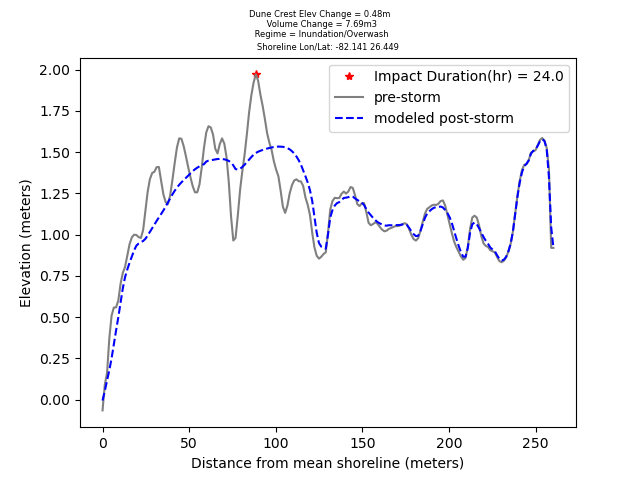 Dune Crest Elev Change = 0.48m
Volume Change = 7.69m3
Regime = Inundation/Overwash
Shoreline Lon/Lat: -82.141 26.449
Impact Duration(hr) = 24.0
pre-storm
modeled post-storm
2.00
1.75
1.50
1.25
1.00
0.75
0.50
0.25
0.00
Elevation (meters)
0 50 100 150 200 250
Distance from mean shoreline (meters)